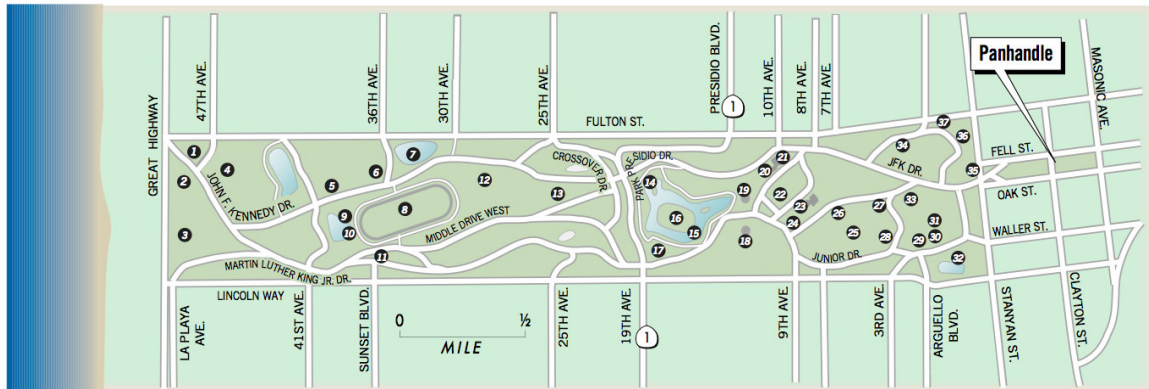 GREAT HIGHWAY
47TH AVE.
36TH AVE.
30TH AVE.
25TH AVE.
PRESIDIO BLVD.
1
10TH AVE.
8TH AVE.
7TH AVE.
Panhandle
MASONIC AVE.
FULTON ST.
37
36
34
1
7
CROSSOVER DR.
PARK PRESIDIO DR.
21
FELL ST.
4
6
20
JFK DR.
35
2
5
12
13
14
19
22
OAK ST.
JOHN F. KENNEDY DR.
9
8
16
23
27
33
26
3
10
MIDDLE DRIVE WEST
15
24
31
WALLER ST.
25
28
29
30
18
11
17
JUNIOR DR.
32
MARTIN LUTHER KING JR. DR.
LINCOLN WAY
LA PLAYA
AVE.
41ST AVE.
SUNSET BLVD.
0
½
MILE
25TH AVE.
19TH AVE.
1
9TH AVE.
3RD AVE.
ARGUELLO
BLVD.
STANYAN ST.
CLAYTON ST.